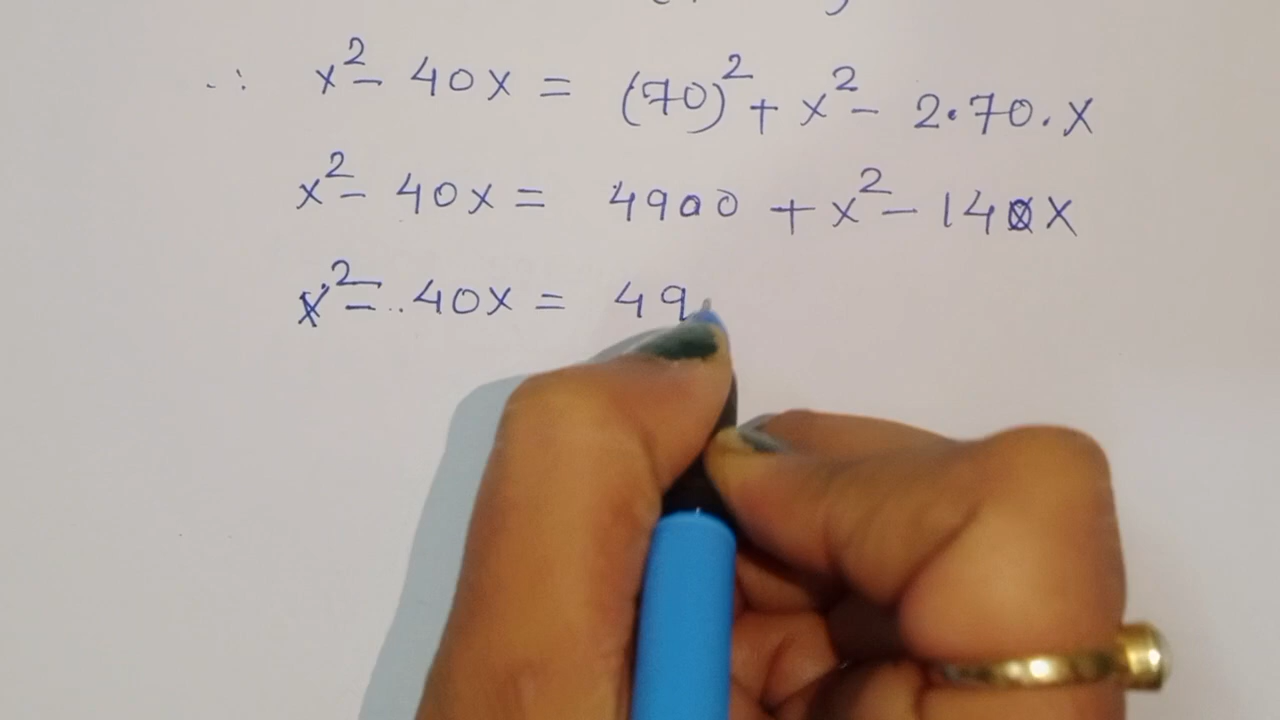 ∴ x² - 40x = (70)² + x² - 2·70·x
x² - 40x = 4900 + x² - 140x
x² - 40x = 49